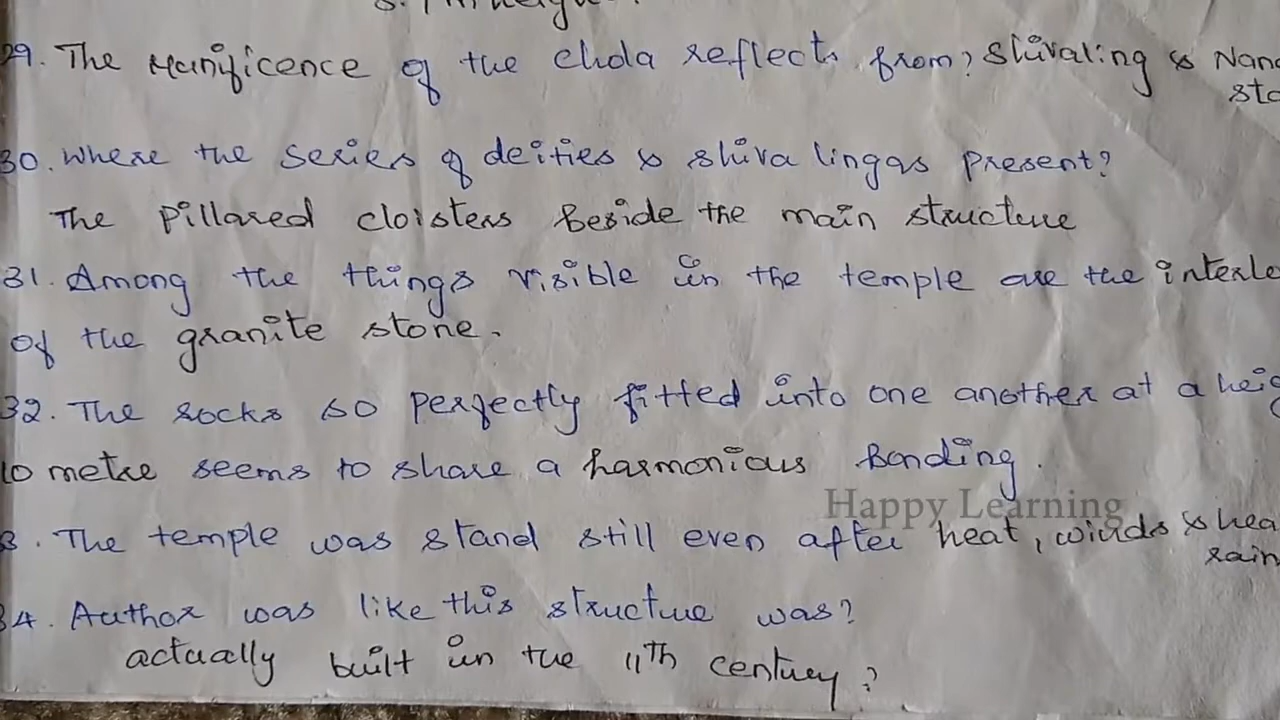 29. The Manificence of the chola reflects from? Shivaling & Nand
sto
30. Where the series of deities & shiva lingas present?
The pillared cloisters Beside the main structure
31. Among the things visible in the temple are the interle
of the granite stone.
32. The rocks so perfectly fitted into one another at a heig
10 metre seems to share a harmonious Bonding.
Happy Learning
3. The temple was stand still even after heat, winds & hea
rain
34. Author was like this structure was?
actually built in the 11th century?